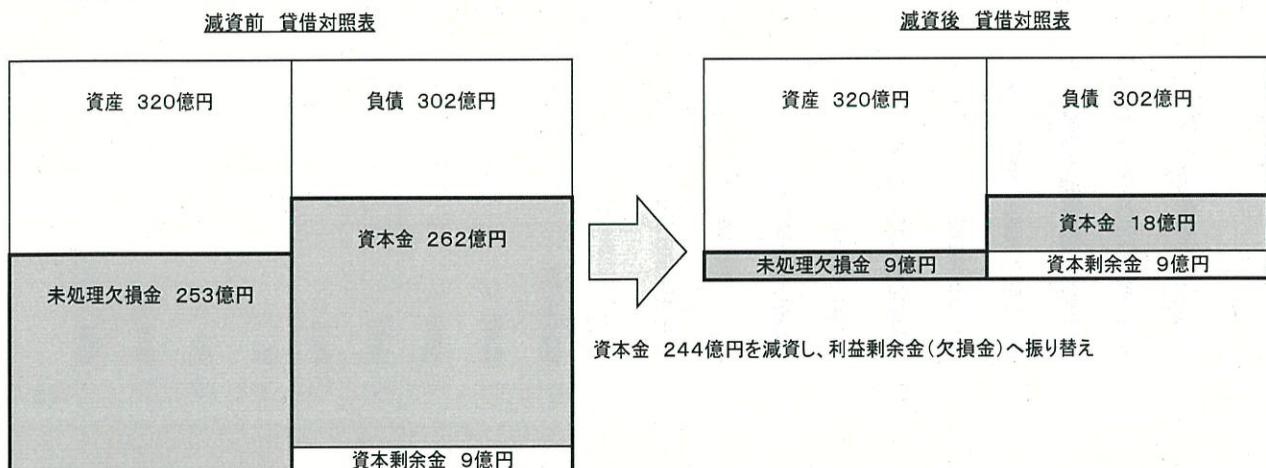 減資前 貸借対照表
資産 320億円
負債 302億円
資本金 262億円
未処理欠損金 253億円
資本剰余金 9億円
減資後 貸借対照表
資産 320億円
負債 302億円
資本金 18億円
未処理欠損金 9億円
資本剰余金 9億円
資本金 244億円を減資し、利益剰余金(欠損金)へ振り替え